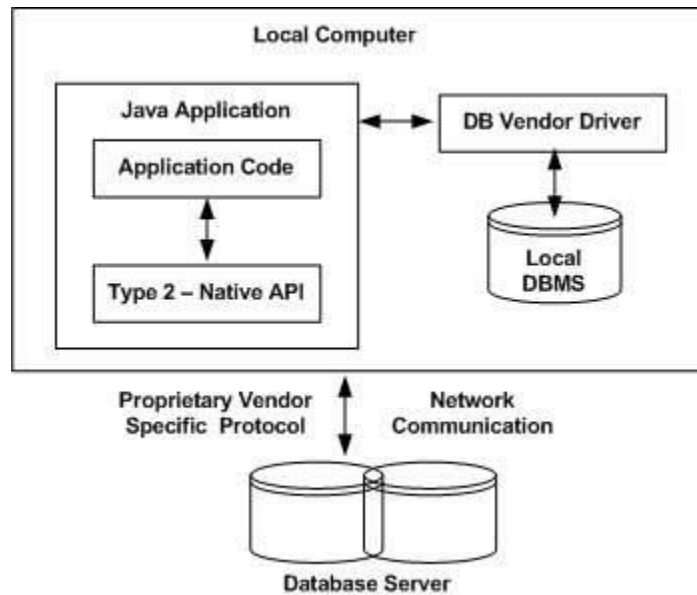 Local Computer
Java Application
Application Code
Type 2 – Native API
DB Vendor Driver
Local
DBMS
Proprietary Vendor
Specific Protocol
Network
Communication
Database Server